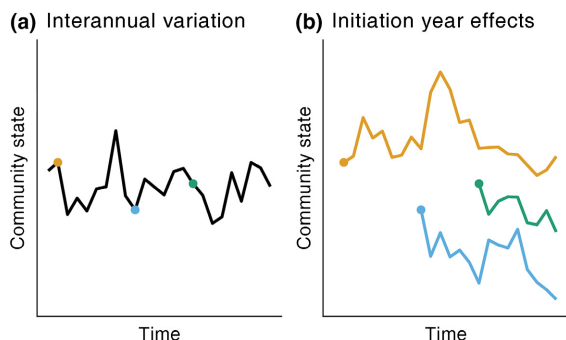 (a) Interannual variation
Community state
Time
(b) Initiation year effects
Community state
Time